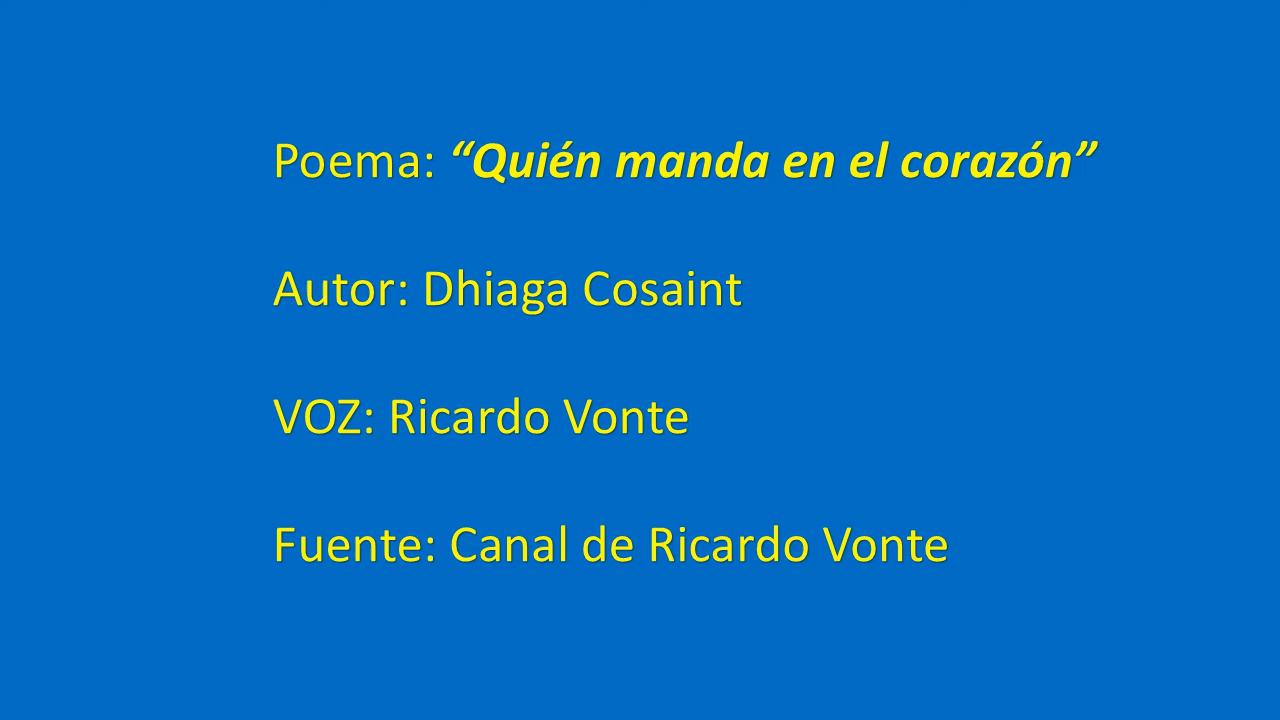 Poema: “Quién manda en el corazón”
Autor: Dhiaga Cosaint
VOZ: Ricardo Vonte
Fuente: Canal de Ricardo Vonte